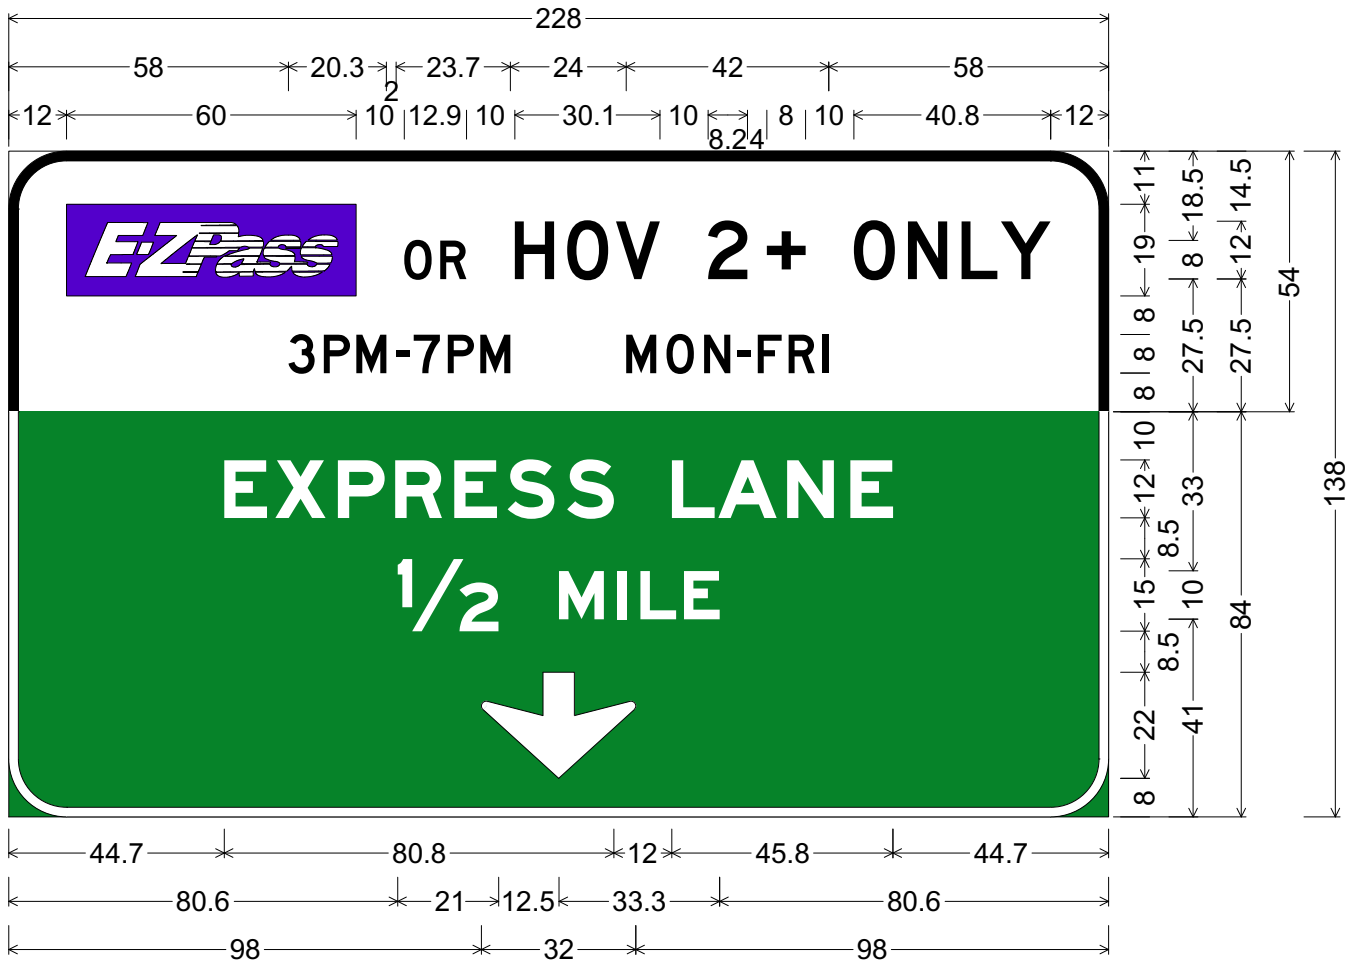 228
58 20.3 2 23.7 24 42 58
12 60 10 12.9 10 30.1 10 8.24 8 10 40.8 12
E-ZPass OR HOV 2+ ONLY
3PM-7PM MON-FRI
EXPRESS LANE
1/2 MILE
11 19 8 8 8 10 12 8.5 15 8.5 22 8
18.5 8 27.5 33 10 41
14.5 12 27.5 84
54
138
44.7 80.8 12 45.8 44.7
80.6 21 12.5 33.3 80.6
98 32 98